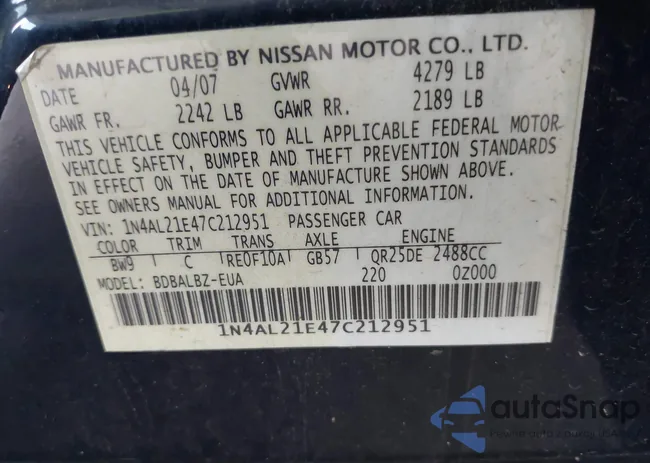 MANUFACTURED BY NISSAN MOTOR CO., LTD.
DATE 04/07 GVWR 4279 LB
GAWR FR. 2242 LB GAWR RR. 2189 LB
THIS VEHICLE CONFORMS TO ALL APPLICABLE FEDERAL MOTOR
VEHICLE SAFETY, BUMPER AND THEFT PREVENTION STANDARDS
IN EFFECT ON THE DATE OF MANUFACTURE SHOWN ABOVE.
SEE OWNERS MANUAL FOR ADDITIONAL INFORMATION.
VIN: 1N4AL21E47C212951 PASSENGER CAR
COLOR TRIM TRANS AXLE ENGINE
BW9 C RE0F10A GB57 QR25DE 2488CC
MODEL: BDBALBZ-EUA 220 0Z000
1N4AL21E47C212951
autaSnap